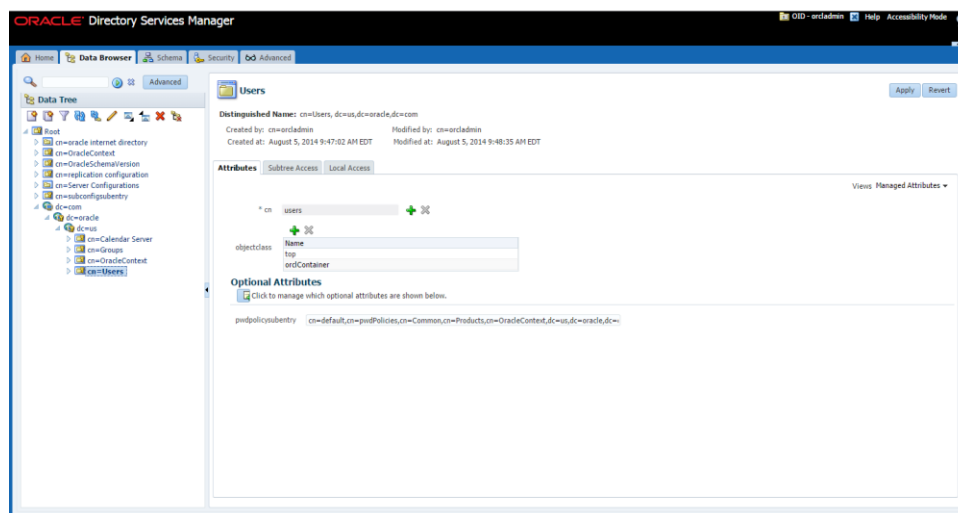 ORACLE Directory Services Manager
OID - orcladmin Help Accessibility Mode
Home Data Browser Schema Security Advanced
Advanced
Data Tree
Root
cn=oracle internet directory
cn=OracleContext
cn=OracleSchemaVersion
cn=replication configuration
cn=Server Configurations
cn=subconfigsubentry
dc=com
dc=oracle
dc=us
cn=Calendar Server
cn=Groups
cn=OracleContext
cn=Users
Users
Apply Revert
Distinguished Name: cn=Users, dc=us,dc=oracle,dc=com
Created by: cn=orcladmin Modified by: cn=orcladmin
Created at: August 5, 2014 9:47:02 AM EDT Modified at: August 5, 2014 9:48:35 AM EDT
Attributes Subtree Access Local Access
Views Managed Attributes
* cn users
objectclass
Name
top
orclContainer
Optional Attributes
Click to manage which optional attributes are shown below.
pwdpolicysubentry cn=default,cn=pwdPolicies,cn=Common,cn=Products,cn=OracleContext,dc=us,dc=oracle,dc=